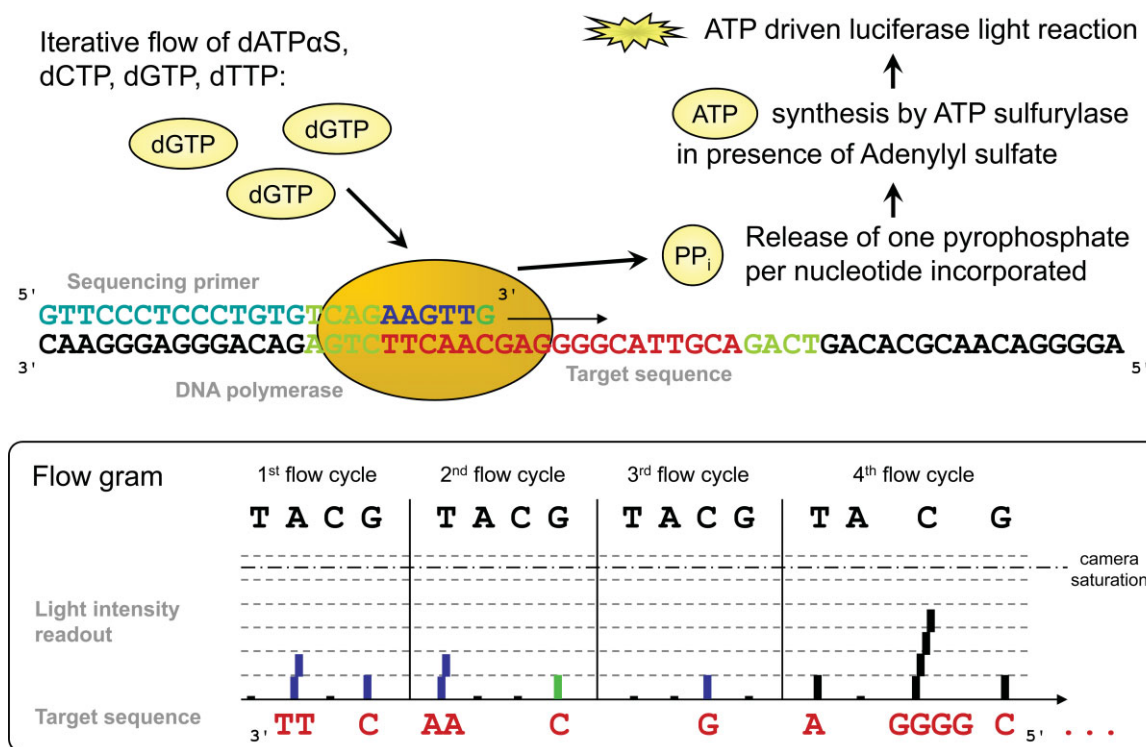 Iterative flow of dATPαS,
dCTP, dGTP, dTTP:
dGTP
dGTP
dGTP
ATP driven luciferase light reaction
ATP synthesis by ATP sulfurylase
in presence of Adenylyl sulfate
PPi Release of one pyrophosphate
per nucleotide incorporated
Sequencing primer
5' 3'
GTTCCCTCCCTGTGTCAGAAGTTG
CAAGGGAGGGACAGAGTCTTCAACGAGGGGCATTGCAGACTGACACGCAACAGGGGA
3' 5'
DNA polymerase
Target sequence
Flow gram
1st flow cycle 2nd flow cycle 3rd flow cycle 4th flow cycle
T A C G T A C G T A C G T A C G
camera
saturation
Light intensity
readout
Target sequence 3' TT C AA C G A GGGG C 5' . . .